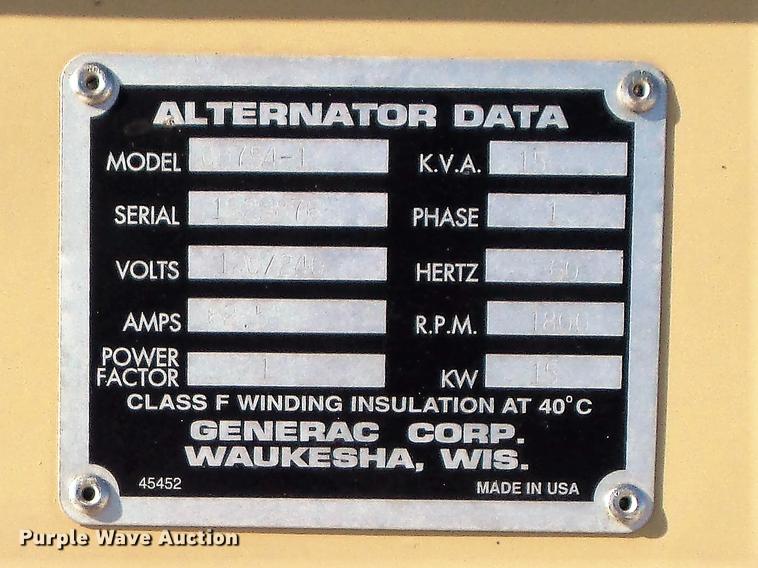 ALTERNATOR DATA
MODEL
K.V.A. 15
SERIAL
PHASE 1
VOLTS 120/240
HERTZ 60
AMPS
R.P.M. 1800
POWER FACTOR 1
KW 15
CLASS F WINDING INSULATION AT 40°C
GENERAC CORP.
WAUKESHA, WIS.
45452
MADE IN USA
Purple Wave Auction